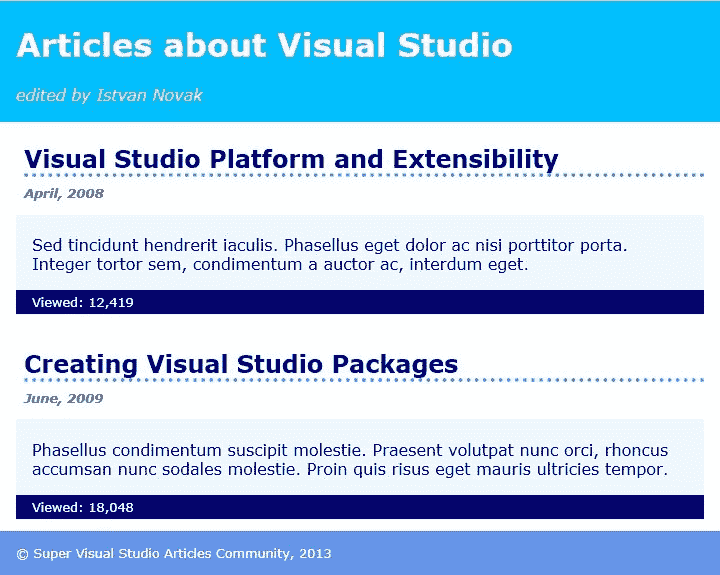 Articles about Visual Studio
edited by Istvan Novak
Visual Studio Platform and Extensibility
April, 2008
Sed tincidunt hendrerit iaculis. Phasellus eget dolor ac nisi porttitor porta.
Integer tortor sem, condimentum a auctor ac, interdum eget.
Viewed: 12,419
Creating Visual Studio Packages
June, 2009
Phasellus condimentum suscipit molestie. Praesent volutpat nunc orci, rhoncus
accumsan nunc sodales molestie. Proin quis risus eget mauris ultricies tempor.
Viewed: 18,048
© Super Visual Studio Articles Community, 2013